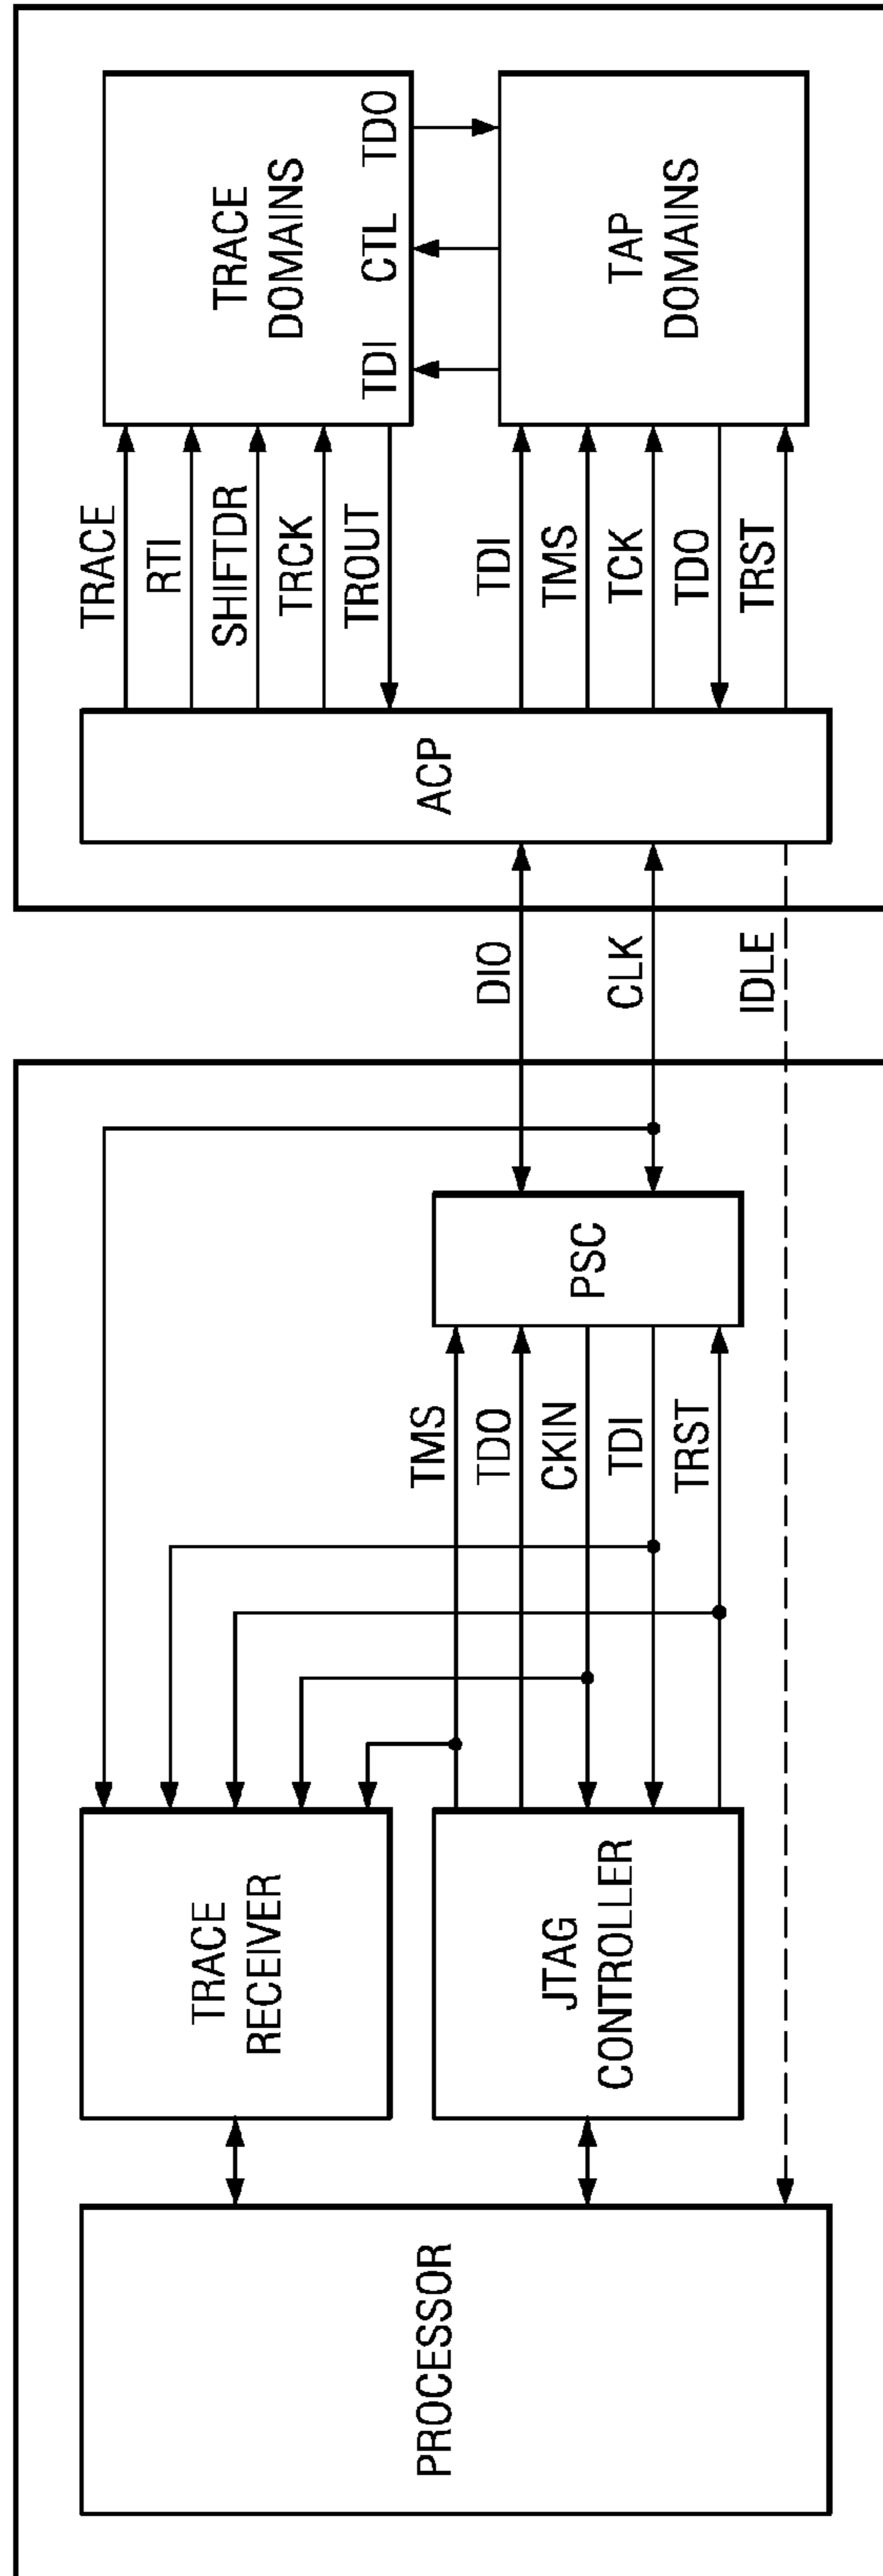 PROCESSOR
TRACE
RECEIVER
JTAG
CONTROLLER
TMS
TDO
CKIN
TDI
TRST
PSC
DIO
CLK
IDLE
ACP
TRACE
RTI
SHIFTDR
TRCK
TROUT
TDI
TMS
TCK
TDO
TRST
TRACE
DOMAINS
TDI CTL TDO
TAP
DOMAINS